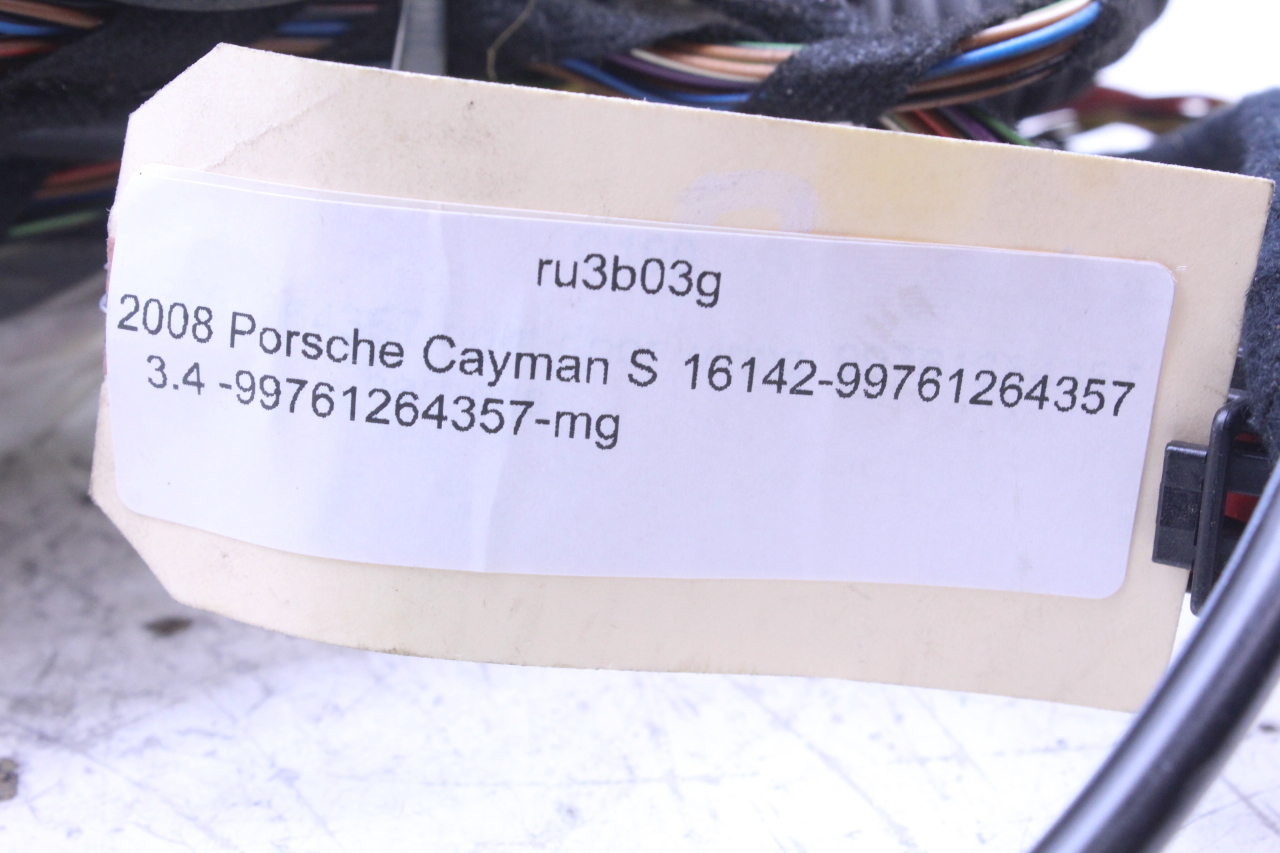 ru3b03g
2008 Porsche Cayman S 16142-99761264357
3.4 -99761264357-mg